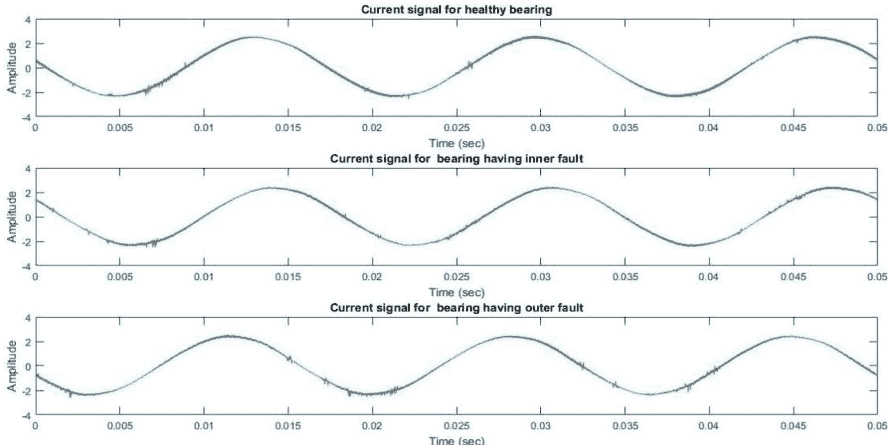 Current signal for healthy bearing
4
2
0
-2
-4
Amplitude
0 0.005 0.01 0.015 0.02 0.025 0.03 0.035 0.04 0.045 0.05
Time (sec)
Current signal for bearing having inner fault
4
2
0
-2
-4
Amplitude
0 0.005 0.01 0.015 0.02 0.025 0.03 0.035 0.04 0.045 0.05
Time (sec)
Current signal for bearing having outer fault
4
2
0
-2
-4
Amplitude
0 0.005 0.01 0.015 0.02 0.025 0.03 0.035 0.04 0.045 0.05
Time (sec)